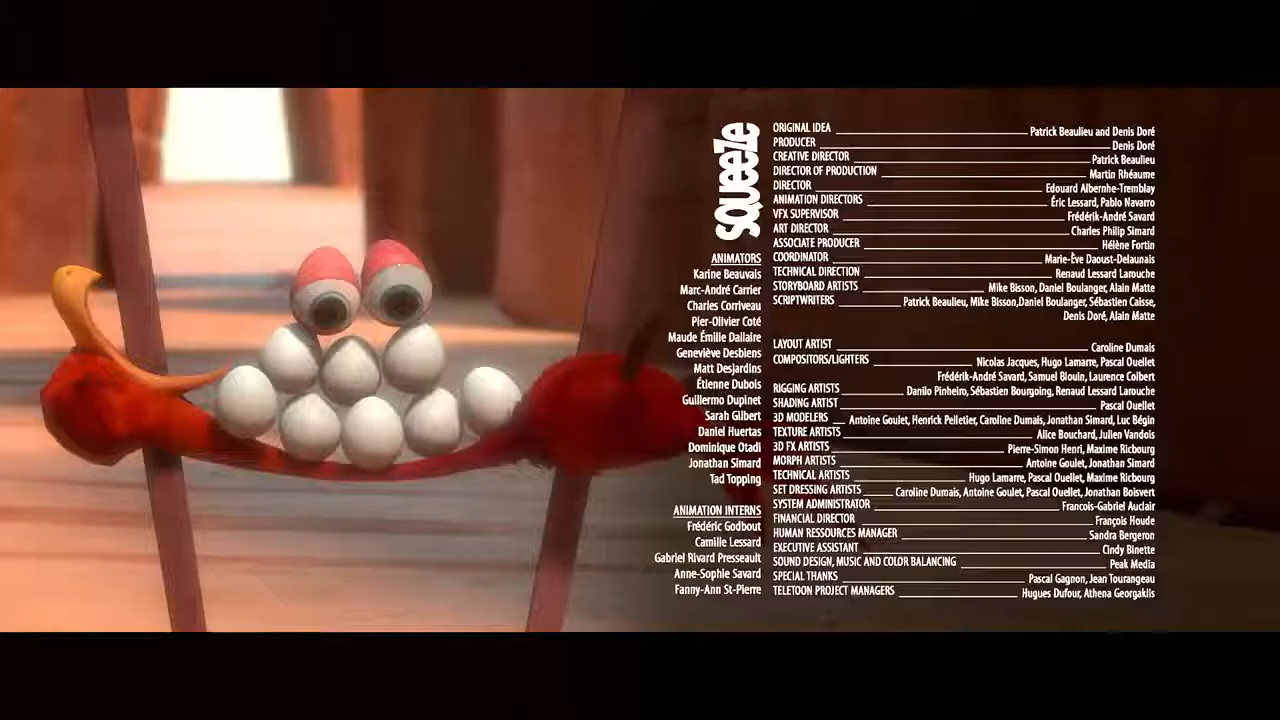 squeeze
ANIMATORS
Karine Beauvais
Marc-André Carrier
Charles Corriveau
Pier-Olivier Coté
Maude Émilie Dallaire
Geneviève Desbiens
Matt Desjardins
Étienne Dubois
Guillermo Dupinet
Sarah Gilbert
Daniel Huertas
Dominique Otadi
Jonathan Simard
Tad Topping
ANIMATION INTERNS
Frédéric Godbout
Camille Lessard
Gabriel Rivard Presseault
Anne-Sophie Savard
Fanny-Ann St-Pierre
ORIGINAL IDEA Patrick Beaulieu and Denis Doré
PRODUCER Denis Doré
CREATIVE DIRECTOR Patrick Beaulieu
DIRECTOR OF PRODUCTION Martin Rhéaume
DIRECTOR Edouard Albernhe-Tremblay
ANIMATION DIRECTORS Éric Lessard, Pablo Navarro
VFX SUPERVISOR Frédérik-André Savard
ART DIRECTOR Charles Philip Simard
ASSOCIATE PRODUCER Hélène Fortin
COORDINATOR Marie-Ève Daoust-Delaunais
TECHNICAL DIRECTION Renaud Lessard Larouche
STORYBOARD ARTISTS Mike Bisson, Daniel Boulanger, Alain Matte
SCRIPTWRITERS Patrick Beaulieu, Mike Bisson,Daniel Boulanger, Sébastien Caisse,
Denis Doré, Alain Matte
LAYOUT ARTIST Caroline Dumais
COMPOSITORS/LIGHTERS Nicolas Jacques, Hugo Lamarre, Pascal Ouellet
Frédérik-André Savard, Samuel Blouin, Laurence Colbert
RIGGING ARTISTS Danilo Pinheiro, Sébastien Bourgoing, Renaud Lessard Larouche
SHADING ARTIST Pascal Ouellet
3D MODELERS Antoine Goulet, Henrick Pelletier, Caroline Dumais, Jonathan Simard, Luc Bégin
TEXTURE ARTISTS Alice Bouchard, Julien Vandois
3D FX ARTISTS Pierre-Simon Henri, Maxime Ricbourg
MORPH ARTISTS Antoine Goulet, Jonathan Simard
TECHNICAL ARTISTS Hugo Lamarre, Pascal Ouellet, Maxime Ricbourg
SET DRESSING ARTISTS Caroline Dumais, Antoine Goulet, Pascal Ouellet, Jonathan Boisvert
SYSTEM ADMINISTRATOR Francois-Gabriel Auclair
FINANCIAL DIRECTOR François Houde
HUMAN RESSOURCES MANAGER Sandra Bergeron
EXECUTIVE ASSISTANT Cindy Binette
SOUND DESIGN, MUSIC AND COLOR BALANCING Peak Media
SPECIAL THANKS Pascal Gagnon, Jean Tourangeau
TELETOON PROJECT MANAGERS Hugues Dufour, Athena Georgaklis